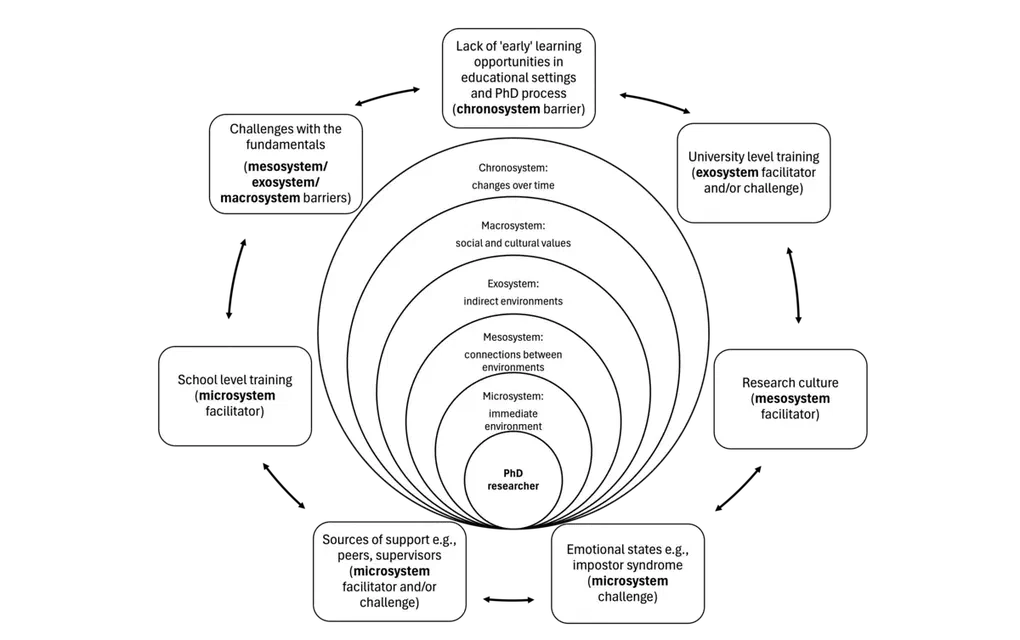 Lack of 'early' learning
opportunities in
educational settings
and PhD process
(chronosystem barrier)
Challenges with the
fundamentals
(mesosystem/
exosystem/
macrosystem barriers)
University level training
(exosystem facilitator
and/or challenge)
Chronosystem:
changes over time
Macrosystem:
social and cultural values
Exosystem:
indirect environments
Mesosystem:
connections between
environments
Microsystem:
immediate
environment
PhD
researcher
School level training
(microsystem
facilitator)
Research culture
(mesosystem
facilitator)
Sources of support e.g.,
peers, supervisors
(microsystem
facilitator and/or
challenge)
Emotional states e.g.,
impostor syndrome
(microsystem
challenge)